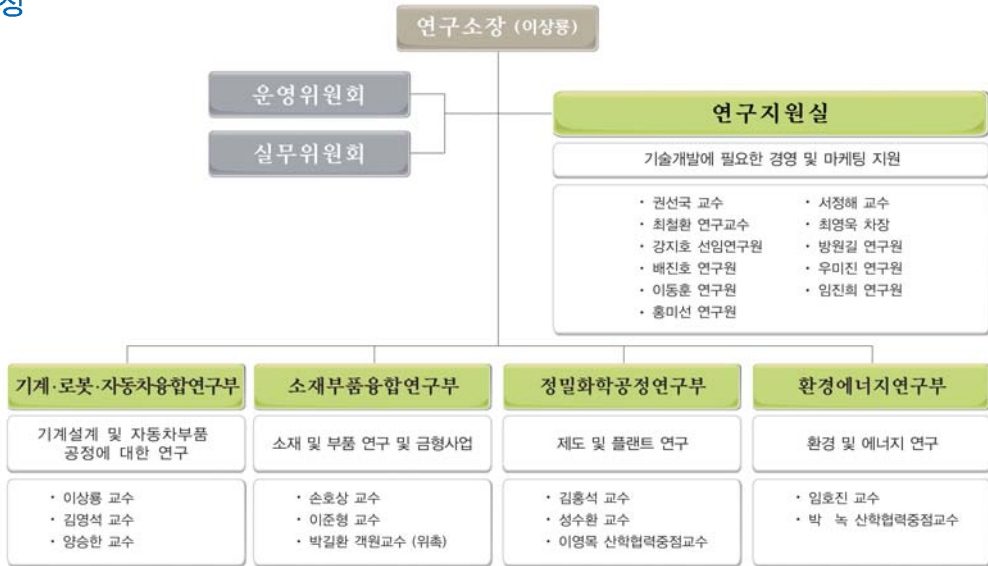 연구소장 (이상룡)
운영위원회
실무위원회
연구지원실
기술개발에 필요한 경영 및 마케팅 지원
· 권선국 교수
· 최철환 연구교수
· 강지호 선임연구원
· 배진호 연구원
· 이동훈 연구원
· 홍미선 연구원
· 서정해 교수
· 최영욱 차장
· 방원길 연구원
· 우미진 연구원
· 임진희 연구원
기계·로봇·자동차융합연구부
기계설계 및 자동차부품
공정에 대한 연구
· 이상룡 교수
· 김영석 교수
· 양승한 교수
소재부품융합연구부
소재 및 부품 연구 및 금형사업
· 손호상 교수
· 이준형 교수
· 박길환 객원교수 (위촉)
정밀화학공정연구부
제도 및 플랜트 연구
· 김홍석 교수
· 성수환 교수
· 이영목 산학협력중점교수
환경에너지연구부
환경 및 에너지 연구
· 임호진 교수
· 박 녹 산학협력중점교수